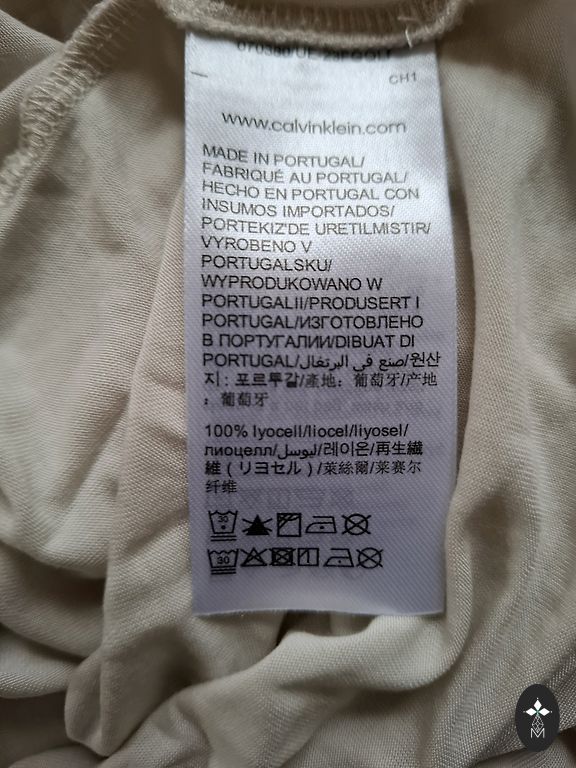 CH1
www.calvinklein.com
MADE IN PORTUGAL/
FABRIQUÉ AU PORTUGAL/
HECHO EN PORTUGAL CON
INSUMOS IMPORTADOS/
PORTEKIZ'DE URETILMISTIR/
VYROBENO V
PORTUGALSKU/
WYPRODUKOWANO W
PORTUGALII/PRODUSERT I
PORTUGAL/ИЗГОТОВЛЕНО
В ПОРТУГАЛИИ/DIBUAT DI
PORTUGAL/صنع في البرتغال/원산
지 : 포르투갈/產地：葡萄牙/产地
：葡萄牙
100% lyocell/liocel/liyosel/
лиоцелл/ليوسل/레이온/再生繊
維 ( リヨセル ) /萊絲爾/莱赛尔
纤维
30
30
M